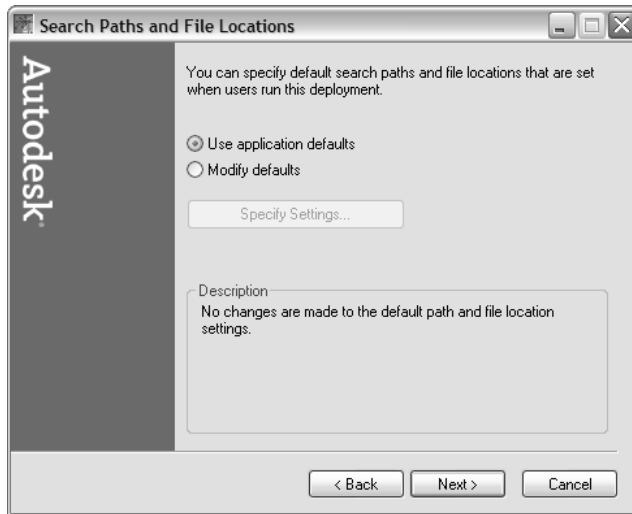 Search Paths and File Locations
Autodesk®
You can specify default search paths and file locations that are set
when users run this deployment.
Use application defaults
Modify defaults
Specify Settings...
Description
No changes are made to the default path and file location
settings.
< Back
Next >
Cancel